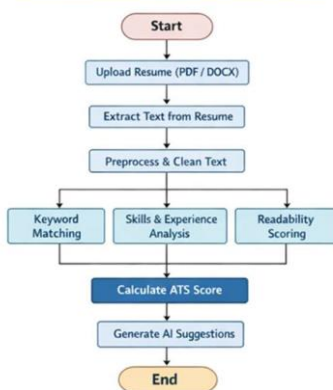 Start
Upload Resume (PDF / DOCX)
Extract Text from Resume
Preprocess & Clean Text
Keyword
Matching
Skills & Experience
Analysis
Readability
Scoring
Calculate ATS Score
Generate AI Suggestions
End